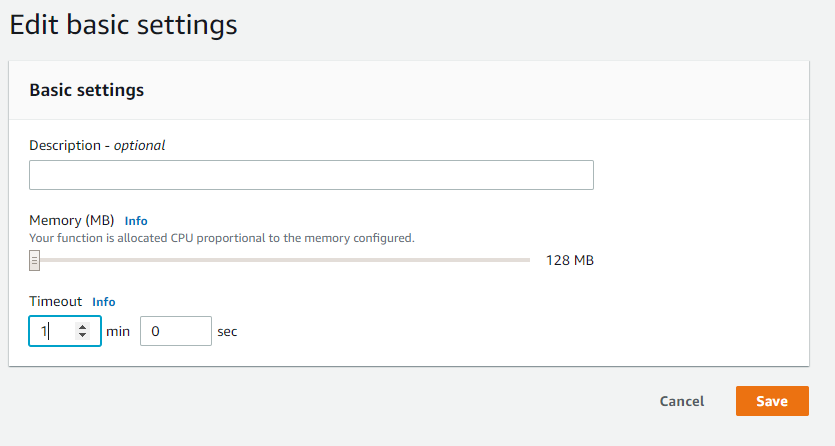 Edit basic settings
Basic settings
Description - optional
Memory (MB) Info
Your function is allocated CPU proportional to the memory configured.
128 MB
Timeout Info
1 min 0 sec
Cancel Save